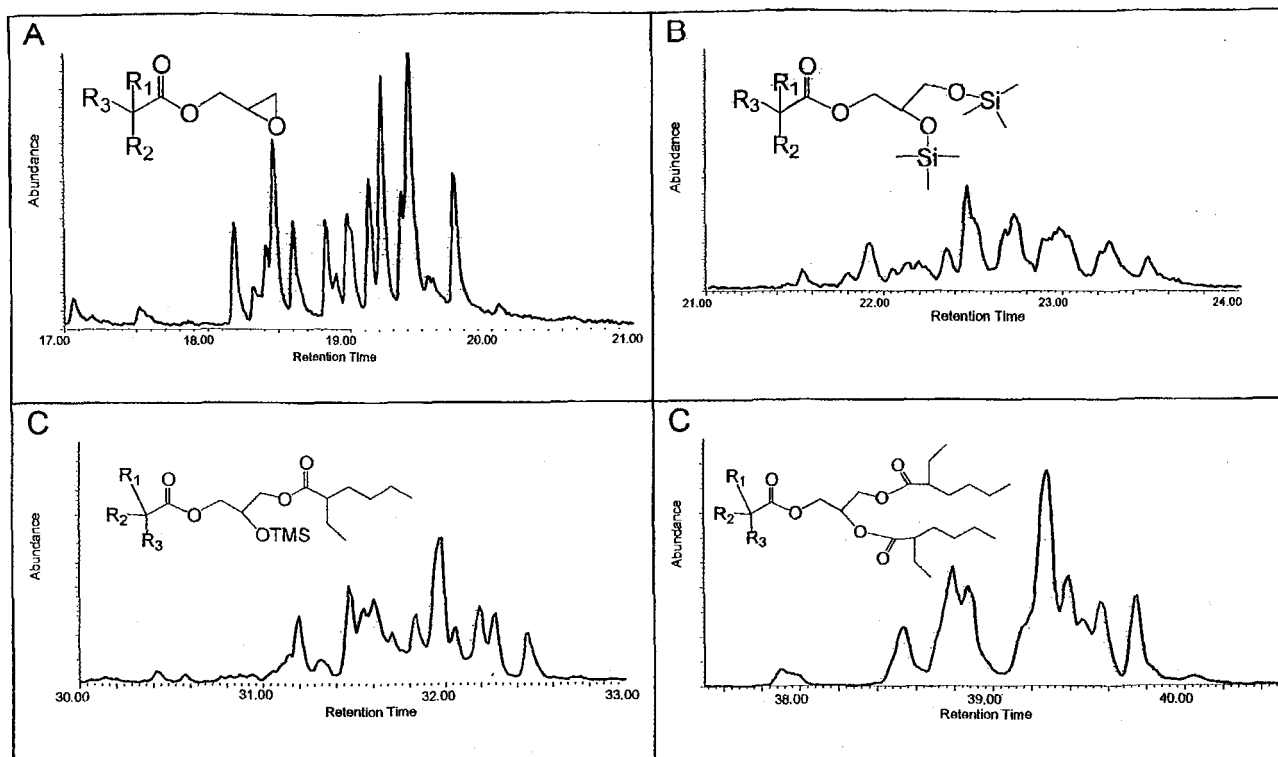 A
R₁
O
R₃
O
R₂
O
Abundance
17.00 18.00 19.00 20.00 21.00
Retention Time
B
R₁
O
R₃
O
R₂
O
Si
O
Si
Abundance
21.00 22.00 23.00 24.00
Retention Time
C
R₁
O
O
R₂
O
O
R₃
OTMS
Abundance
30.00 31.00 32.00 33.00
Retention Time
C
R₁
O
O
R₂
O
O
R₃
O
O
Abundance
38.00 39.00 40.00
Retention Time